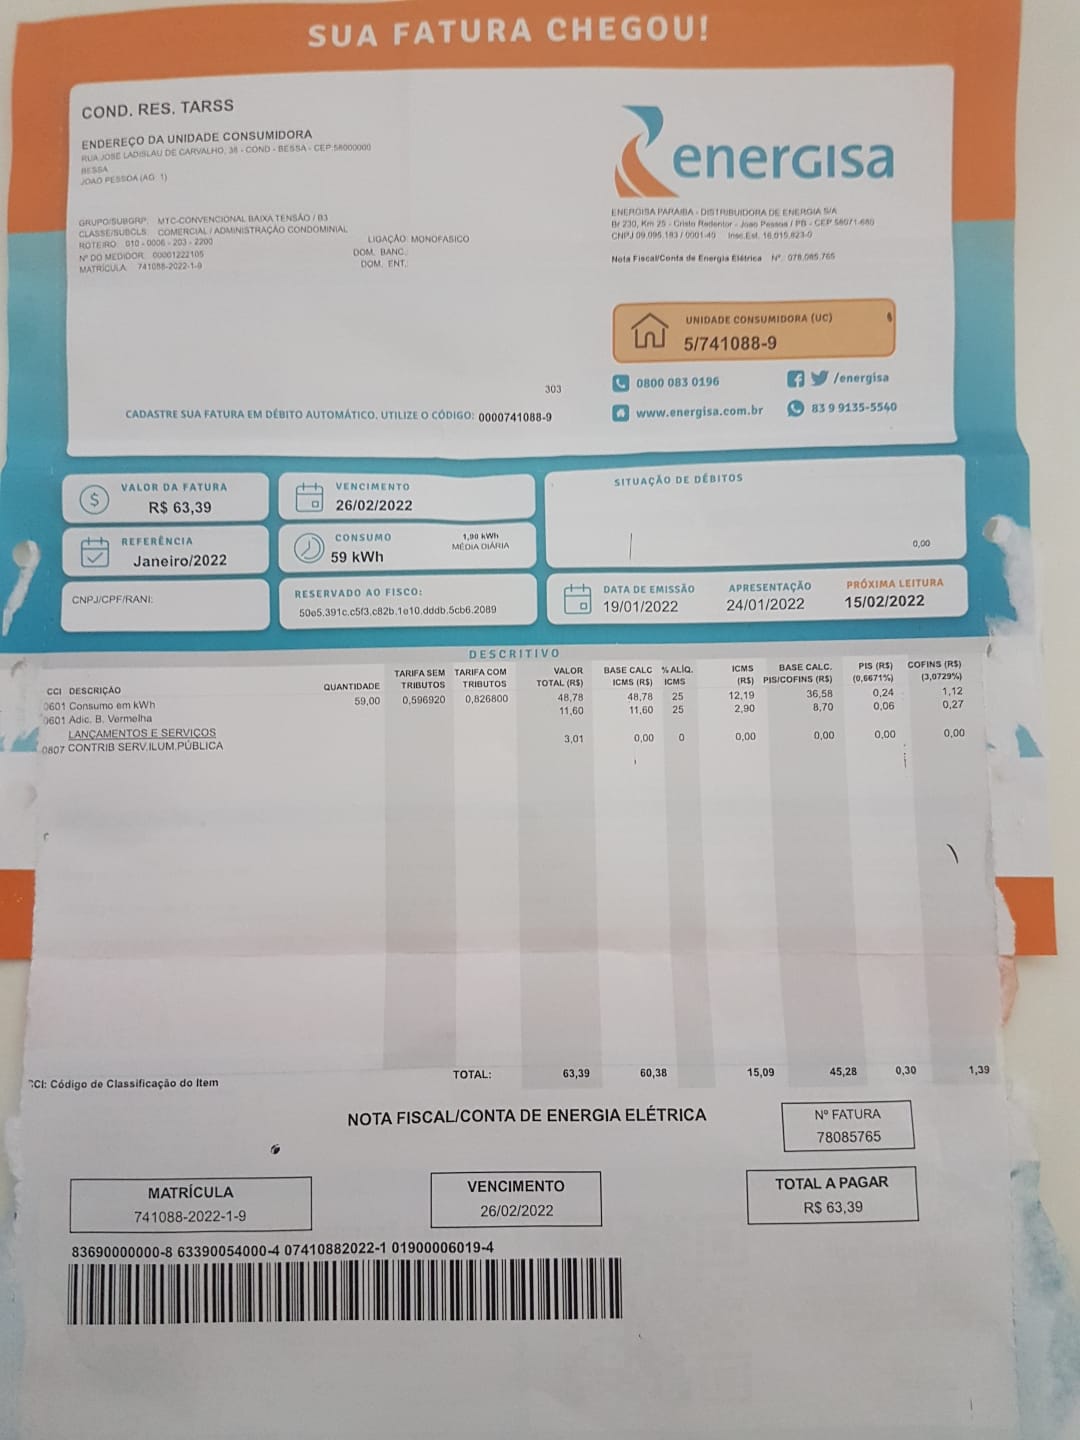 SUA FATURA CHEGOU!
COND. RES. TARSS
ENDEREÇO DA UNIDADE CONSUMIDORA
RUA JOSE LADISLAU DE CARVALHO, 38 - COND - BESSA - CEP:58000000
BESSA
JOAO PESSOA (AG: 1)
GRUPO/SUBGRP: MTC-CONVENCIONAL BAIXA TENSÃO / B3
CLASSE/SUBCLS: COMERCIAL / ADMINISTRAÇÃO CONDOMINIAL
ROTEIRO: 010 - 0006 - 203 - 2200
LIGAÇÃO: MONOFASICO
Nº DO MEDIDOR: 00001222105
DOM. BANC.:
MATRÍCULA: 741088-2022-1-9
DOM. ENT.:
energisa
ENERGISA PARAIBA - DISTRIBUIDORA DE ENERGIA S/A
Br 230, Km 25 - Cristo Redentor - Joao Pessoa / PB - CEP 58071-680
CNPJ 09.095.183 / 0001-40 Insc.Est. 16.015.823-0
Nota Fiscal/Conta de Energia Elétrica Nº: 078.085.765
UNIDADE CONSUMIDORA (UC)
5/741088-9
0800 083 0196
/energisa
www.energisa.com.br
83 9 9135-5540
303
CADASTRE SUA FATURA EM DÉBITO AUTOMÁTICO. UTILIZE O CÓDIGO: 0000741088-9
VALOR DA FATURA
R$ 63,39
VENCIMENTO
26/02/2022
SITUAÇÃO DE DÉBITOS
0,00
REFERÊNCIA
Janeiro/2022
CONSUMO
59 kWh
1,90 kWh
MÉDIA DIÁRIA
CNPJ/CPF/RANI:
RESERVADO AO FISCO:
50e5.391c.c5f3.c82b.1e10.dddb.5cb6.2089
DATA DE EMISSÃO
19/01/2022
APRESENTAÇÃO
24/01/2022
PRÓXIMA LEITURA
15/02/2022
DESCRITIVO
CCI DESCRIÇÃO QUANTIDADE TARIFA SEM TRIBUTOS TARIFA COM TRIBUTOS VALOR TOTAL (R$) BASE CALC ICMS (R$) % ALÍQ. ICMS ICMS (R$) BASE CALC. PIS/COFINS (R$) PIS (R$) (0,6671%) COFINS (R$) (3,0729%)
0601 Consumo em kWh 59,00 0,596920 0,826800 48,78 48,78 25 12,19 36,58 0,24 1,12
0601 Adic. B. Vermelha 11,60 11,60 25 2,90 8,70 0,06 0,27
LANÇAMENTOS E SERVIÇOS
0807 CONTRIB SERV.ILUM.PÚBLICA 3,01 0,00 0 0,00 0,00 0,00 0,00
CCI: Código de Classificação do Item
TOTAL: 63,39 60,38 15,09 45,28 0,30 1,39
NOTA FISCAL/CONTA DE ENERGIA ELÉTRICA
Nº FATURA
78085765
MATRÍCULA
741088-2022-1-9
VENCIMENTO
26/02/2022
TOTAL A PAGAR
R$ 63,39
83690000000-8 63390054000-4 07410882022-1 01900006019-4